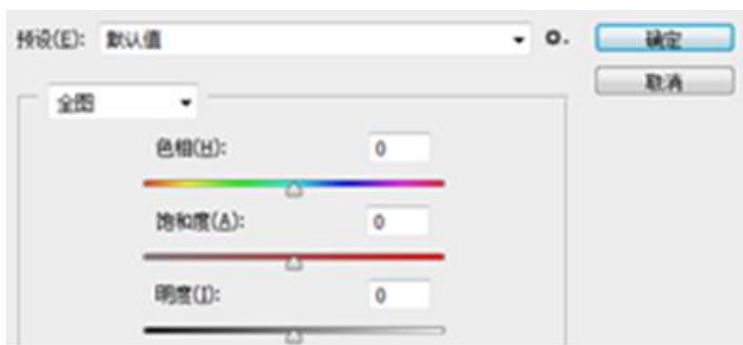 预设(E): 默认值 确定
取消
全图
色相(H): 0
饱和度(A): 0
明度(I): 0